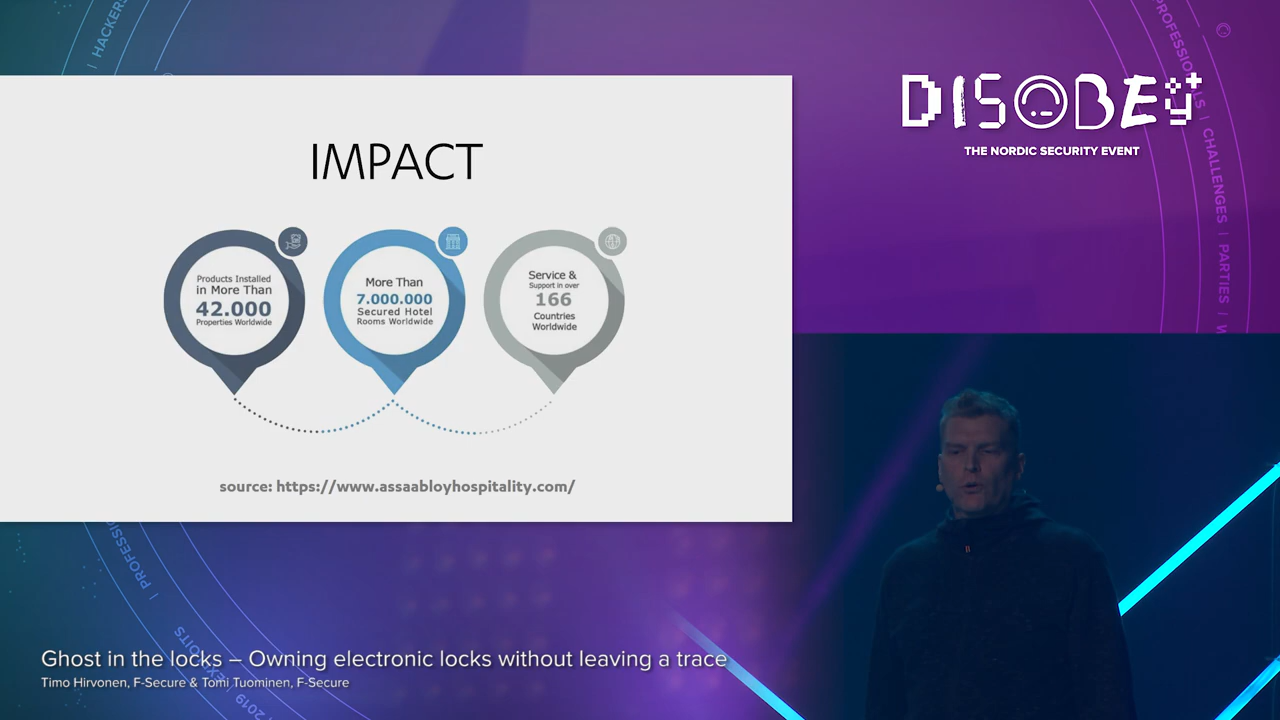 HACKERS
PROFESSIONALS | CHALLENGES | PARTIES |
DISOBEY
THE NORDIC SECURITY EVENT
IMPACT
Products Installed
in More Than
42.000
Properties Worldwide
More Than
7.000.000
Secured Hotel
Rooms Worldwide
Service &
Support in over
166
Countries
Worldwide
source: https://www.assaabloyhospitality.com/
PROFESSIO
2019
Ghost in the locks – Owning electronic locks without leaving a trace
Timo Hirvonen, F-Secure & Tomi Tuominen, F-Secure